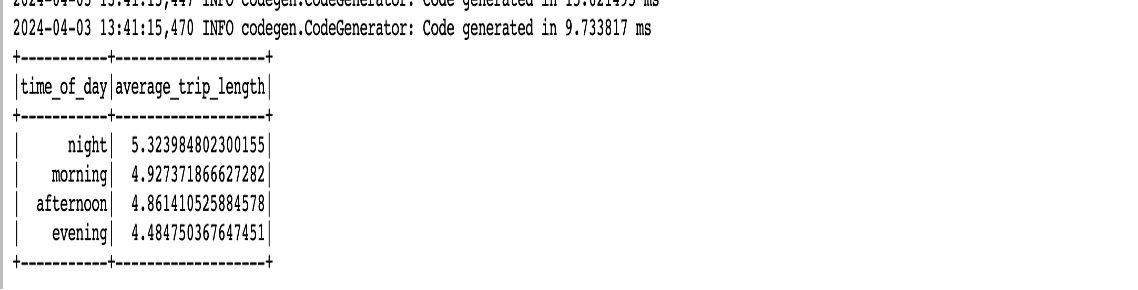 2024-04-03 13:41:15,447 INFO codegen.CodeGenerator: Code generated in 15.621495 ms
2024-04-03 13:41:15,470 INFO codegen.CodeGenerator: Code generated in 9.733817 ms
+-----------+-------------------+
|time_of_day|average_trip_length|
+-----------+-------------------+
|      night|  5.323984802300155|
|    morning|  4.927371866627282|
|  afternoon|  4.861410525884578|
|    evening|  4.484750367647451|
+-----------+-------------------+